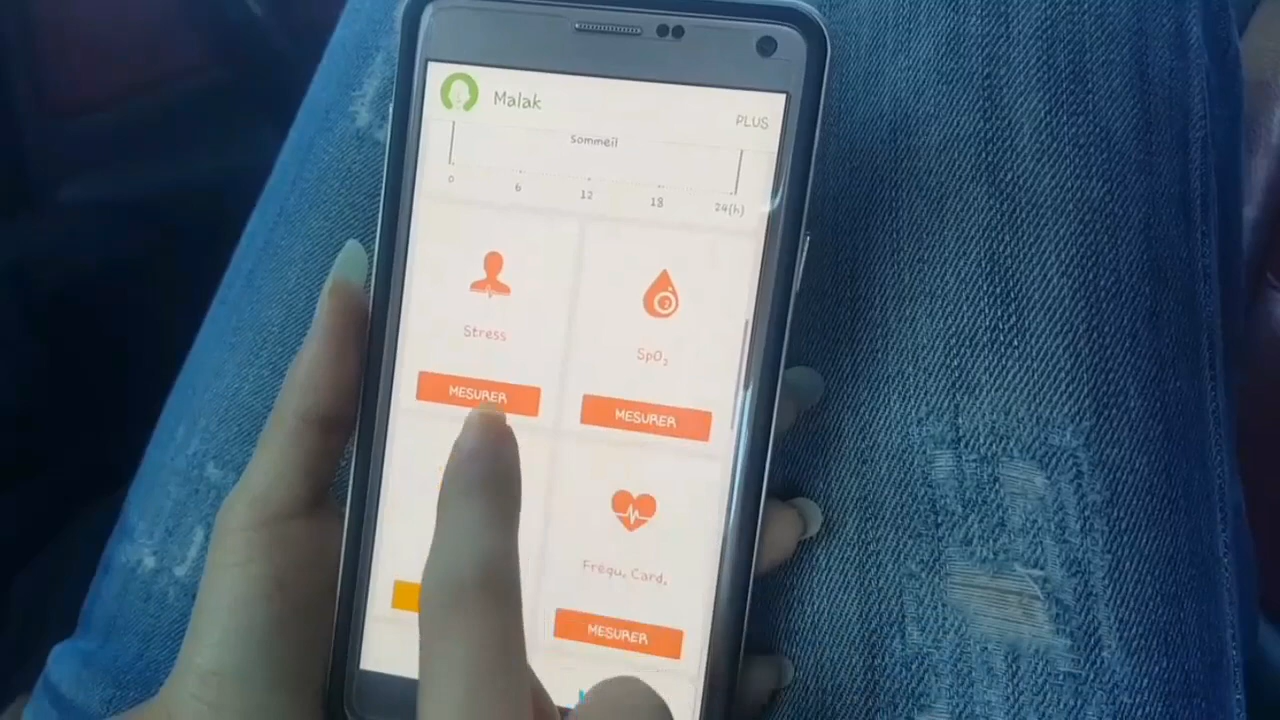 Malak
PLUS
Sommeil
0 6 12 18 24(h)
Stress
SpO₂
MESURER
MESURER
Fréqu. Card.
MESURER